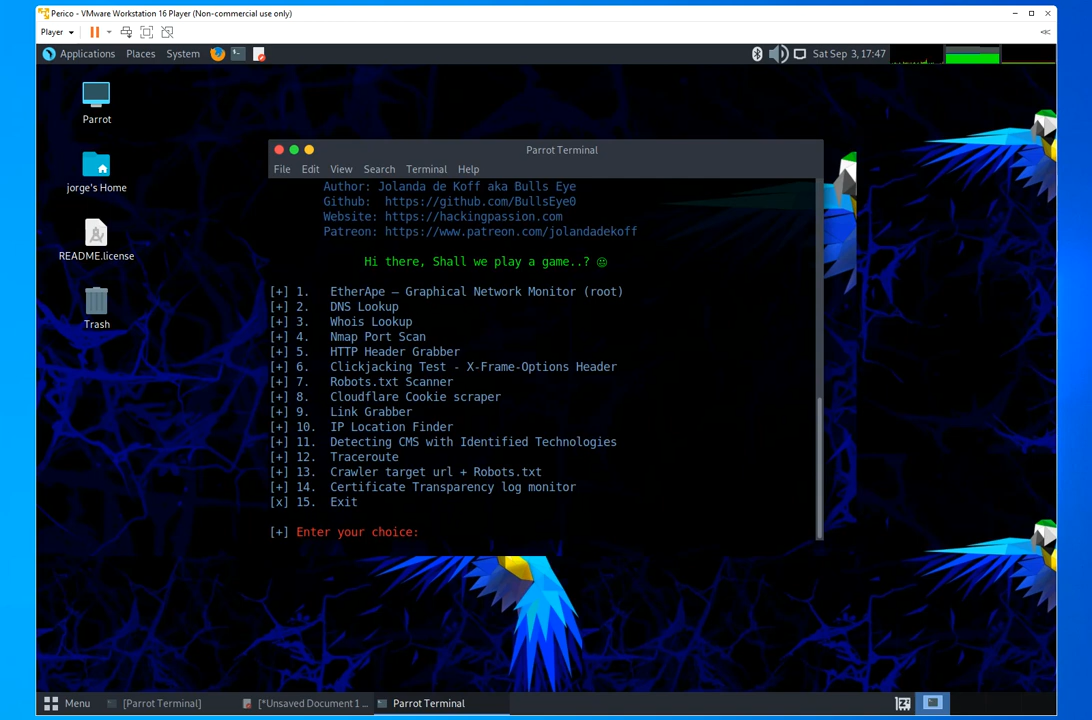 Perico - VMware Workstation 16 Player (Non-commercial use only)
Player
Applications Places System
Sat Sep 3, 17:47
Parrot
jorge's Home
README.license
Trash
Parrot Terminal
File Edit View Search Terminal Help
Author: Jolanda de Koff aka Bulls Eye
Github: https://github.com/BullsEye0
Website: https://hackingpassion.com
Patreon: https://www.patreon.com/jolandadekoff
Hi there, Shall we play a game..? 😃
[+] 1. EtherApe – Graphical Network Monitor (root)
[+] 2. DNS Lookup
[+] 3. Whois Lookup
[+] 4. Nmap Port Scan
[+] 5. HTTP Header Grabber
[+] 6. Clickjacking Test - X-Frame-Options Header
[+] 7. Robots.txt Scanner
[+] 8. Cloudflare Cookie scraper
[+] 9. Link Grabber
[+] 10. IP Location Finder
[+] 11. Detecting CMS with Identified Technologies
[+] 12. Traceroute
[+] 13. Crawler target url + Robots.txt
[+] 14. Certificate Transparency log monitor
[x] 15. Exit
[+] Enter your choice:
Menu [Parrot Terminal] [*Unsaved Document 1 ... Parrot Terminal